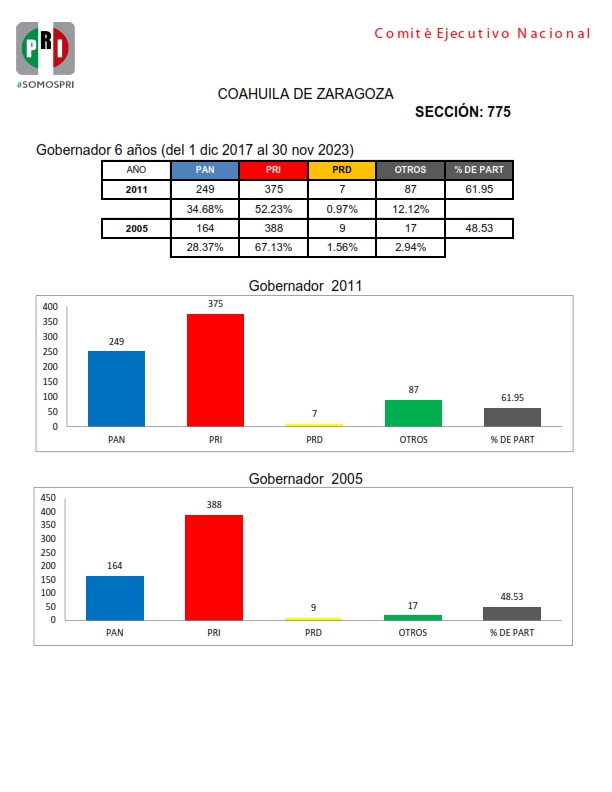 Comité Ejecutivo Nacional
PRI
#SOMOSPRI
COAHUILA DE ZARAGOZA
SECCIÓN: 775
Gobernador 6 años (del 1 dic 2017 al 30 nov 2023)
AÑO PAN PRI PRD OTROS % DE PART
2011 249 375 7 87 61.95
34.68% 52.23% 0.97% 12.12%
2005 164 388 9 17 48.53
28.37% 67.13% 1.56% 2.94%
Gobernador 2011
400
350
300
250
200
150
100
50
0
249 375 7 87 61.95
PAN PRI PRD OTROS % DE PART
Gobernador 2005
450
400
350
300
250
200
150
100
50
0
164 388 9 17 48.53
PAN PRI PRD OTROS % DE PART